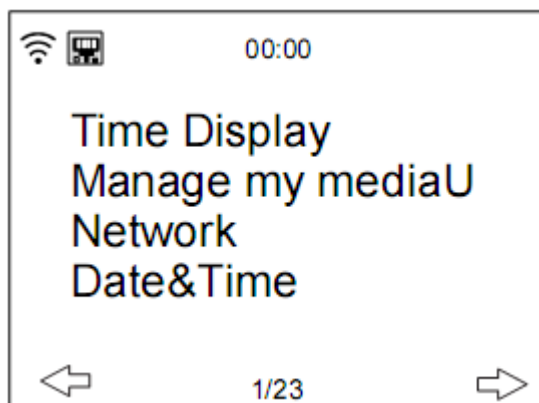 00:00
Time Display
Manage my mediaU
Network
Date&Time
1/23